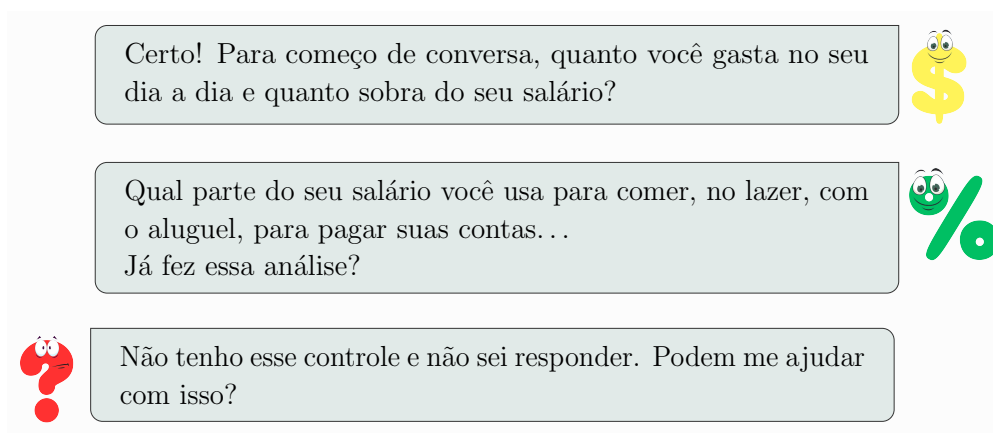 Certo! Para começo de conversa, quanto você gasta no seu
dia a dia e quanto sobra do seu salário?
Qual parte do seu salário você usa para comer, no lazer, com
o aluguel, para pagar suas contas...
Já fez essa análise?
Não tenho esse controle e não sei responder. Podem me ajudar
com isso?